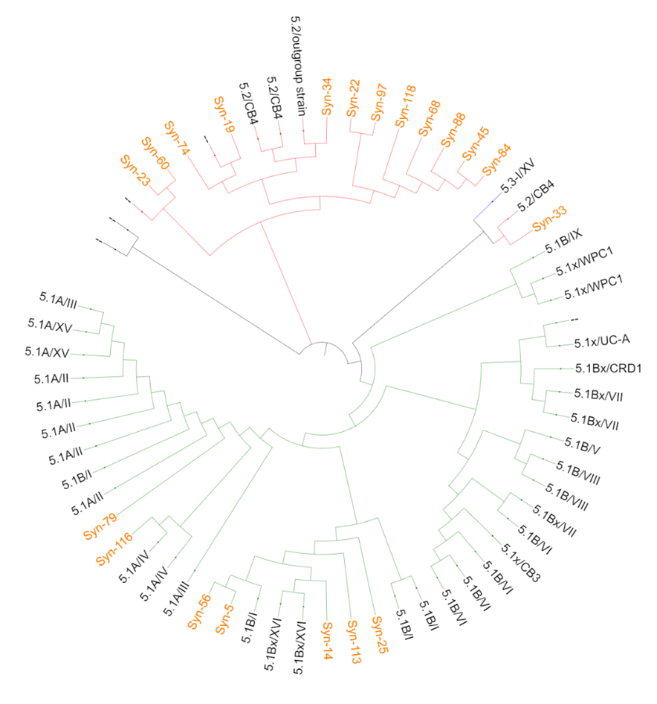 5.2/outgroup strain
Syn-34
Syn-22
Syn-97
Syn-118
Syn-68
Syn-88
Syn-45
Syn-84
5.3-I/XV
5.2/CB4
Syn-33
5.1B/IX
5.1x/WPC1
5.1x/WPC1
5.1x/UC-A
5.1Bx/CRD1
5.1Bx/VII
5.1Bx/VII
5.1B/V
5.1B/VIII
5.1B/VIII
5.1Bx/VII
5.1B/VI
5.1x/CB3
5.1B/VI
5.1B/VI
5.1B/VI
5.1B/I
5.1B/I
Syn-25
Syn-113
Syn-14
5.1Bx/XVI
5.1Bx/XVI
5.1B/I
Syn-5
Syn-56
5.1A/III
5.1A/IV
5.1A/IV
Syn-116
Syn-79
5.1A/II
5.1B/I
5.1A/II
5.1A/II
5.1A/II
5.1A/II
5.1A/XV
5.1A/XV
5.1A/III
Syn-23
Syn-60
Syn-74
Syn-19
5.2/CB4
5.2/CB4